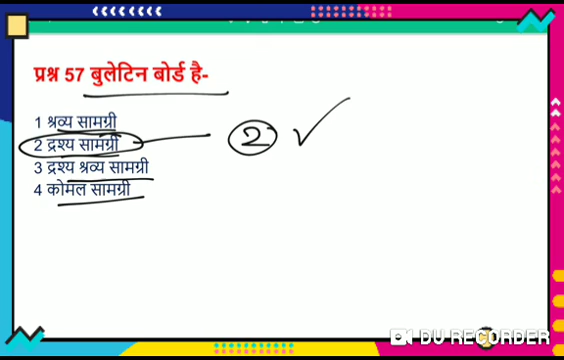 प्रश्न 57 बुलेटिन बोर्ड है-
1 श्रव्य सामग्री
2 द्रश्य सामग्री
2
3 द्रश्य श्रव्य सामग्री
4 कोमल सामग्री
DU RECORDER